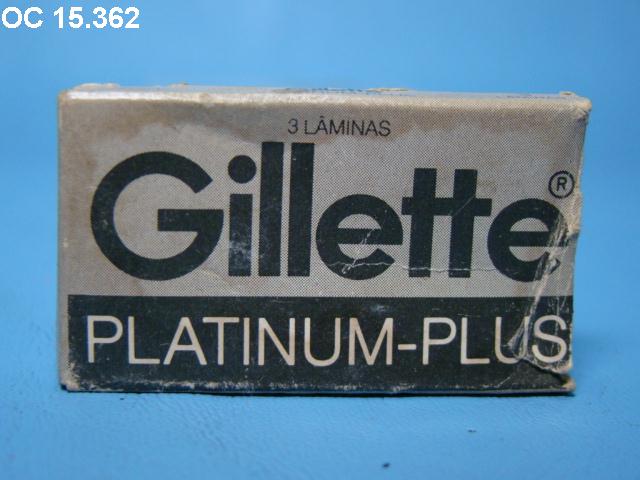 OC 15.362
3 LÂMINAS
Gillette®
PLATINUM-PLUS